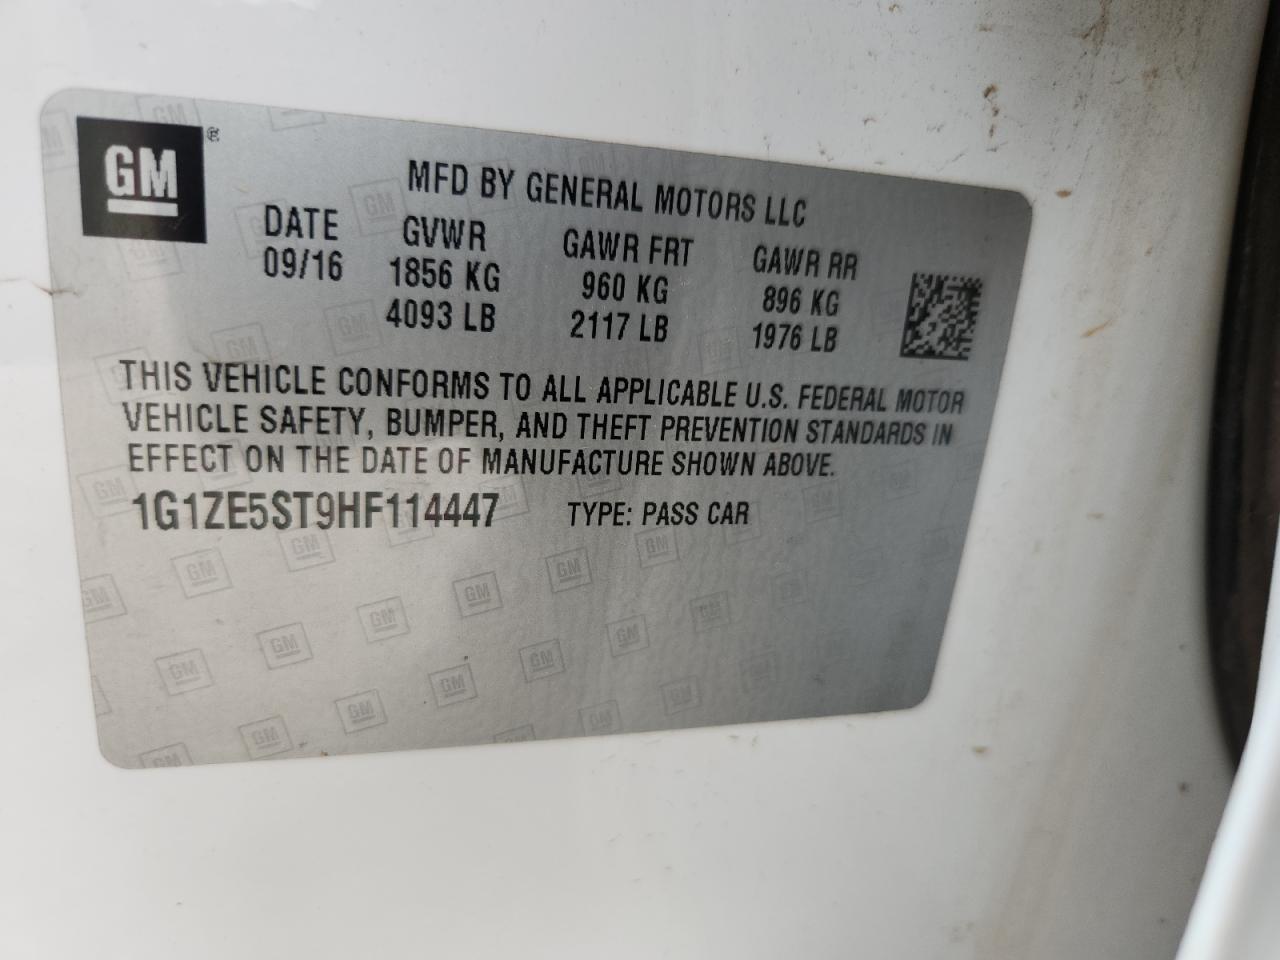 GM®
MFD BY GENERAL MOTORS LLC
DATE GVWR GAWR FRT GAWR RR
09/16 1856 KG 960 KG 896 KG
4093 LB 2117 LB 1976 LB
THIS VEHICLE CONFORMS TO ALL APPLICABLE U.S. FEDERAL MOTOR
VEHICLE SAFETY, BUMPER, AND THEFT PREVENTION STANDARDS IN
EFFECT ON THE DATE OF MANUFACTURE SHOWN ABOVE.
1G1ZE5ST9HF114447 TYPE: PASS CAR